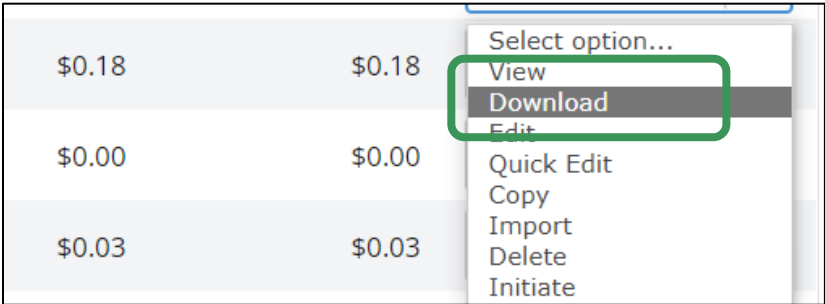 $0.18 $0.18
$0.00 $0.00
$0.03 $0.03
Select option...
View
Download
Edit
Quick Edit
Copy
Import
Delete
Initiate